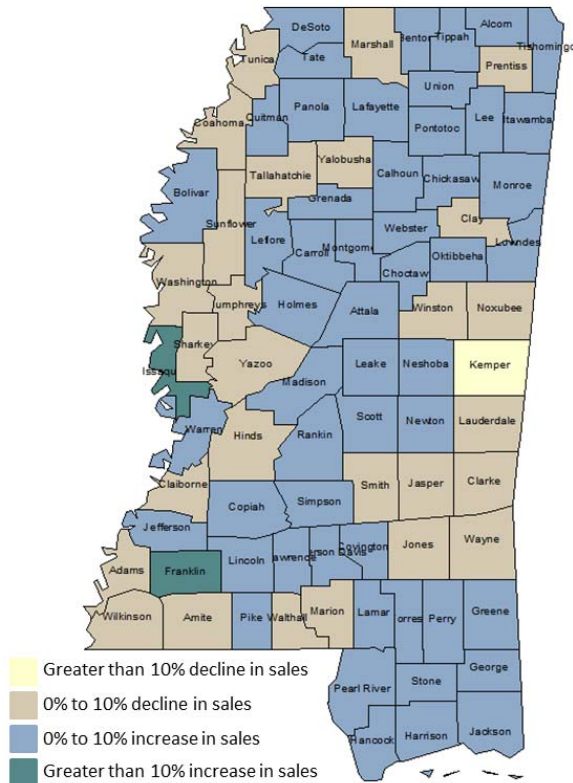 DeSoto
Marshall
Benton
Tippah
Alcorn
Tishomingo
Tunica
Tate
Prentiss
Union
Panola
Lafayette
Quitman
Coahoma
Pontotoc
Lee
Itawamba
Yalobusha
Tallahatchie
Calhoun
Chickasaw
Monroe
Bolivar
Grenada
Sunflower
Clay
Webster
Leflore
Lowndes
Montgome
Carroll
Oktibbeha
Choctaw
Washington
Humphreys
Holmes
Attala
Winston
Noxubee
Sharkey
Issaqu
Yazoo
Leake
Neshoba
Kemper
Madison
Scott
Newton
Lauderdale
Warren
Hinds
Rankin
Claiborne
Smith
Jasper
Clarke
Copiah
Simpson
Jefferson
Covington
Wayne
Jones
Lincoln
awrence
erson Davis
Adams
Franklin
Marion
Lamar
Greene
Wilkinson
Amite
Pike
Walthall
orres
Perry
George
Greater than 10% decline in sales
Pearl River
Stone
0% to 10% decline in sales
Hancock
Harrison
Jackson
0% to 10% increase in sales
Greater than 10% increase in sales